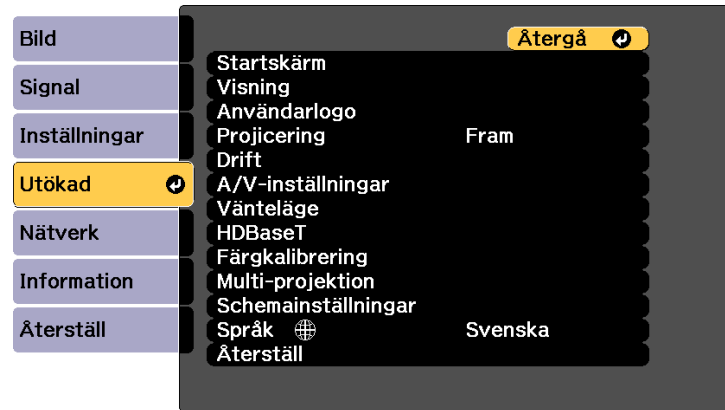 Bild
Signal
Inställningar
Utökad
Nätverk
Information
Återställ
Återgå
Startskärm
Visning
Användarlogo
Projicering Fram
Drift
A/V-inställningar
Vänteläge
HDBaseT
Färgkalibrering
Multi-projektion
Schemainställningar
Språk Svenska
Återställ